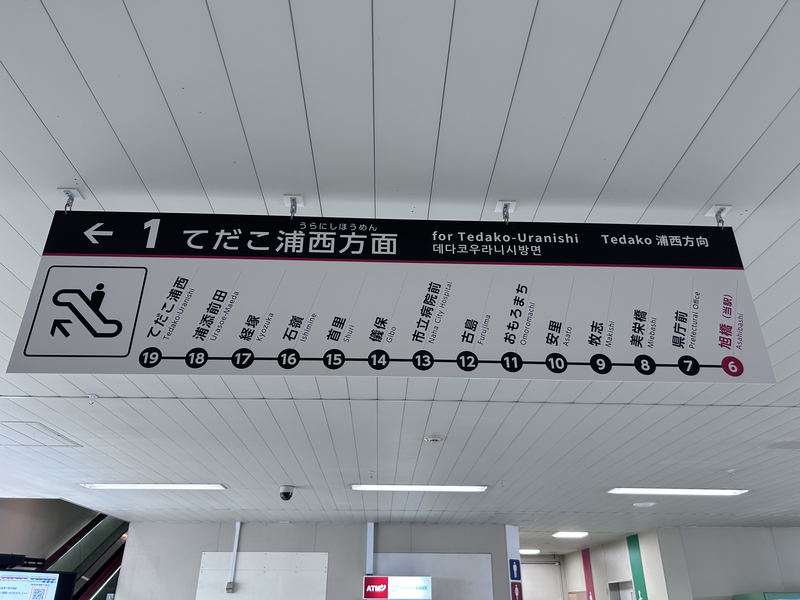 ← 1 てだこ浦西方面 for Tedako-Uranishi Tedako 浦西方向
うらにしほうめん
데다코우라니시방면
てだこ浦西 Tedako-Uranishi
浦添前田 Urasoe-Maeda
経塚 Kyozuka
石嶺 Ishimine
首里 Shuri
儀保 Gibo
市立病院前 Naha City Hospital
古島 Furujima
おもろまち Omoromachi
安里 Asato
牧志 Makishi
美栄橋 Miebashi
県庁前 Prefectural Office
旭橋(当駅) Asahibashi
19 18 17 16 15 14 13 12 11 10 9 8 7 6
ATM